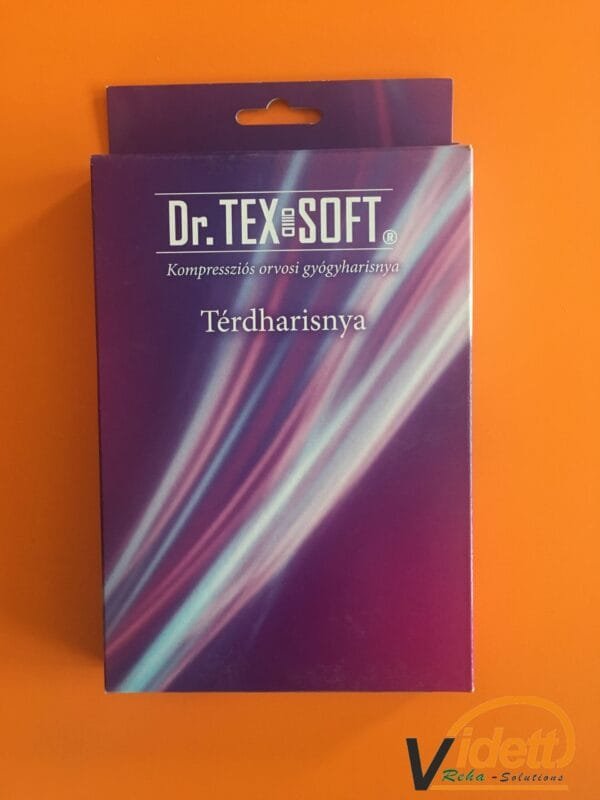 Dr. TEX SOFT ®
Kompressziós orvosi gyógyharisnya
Térdharisnya
Vidett
Reha - Solutions